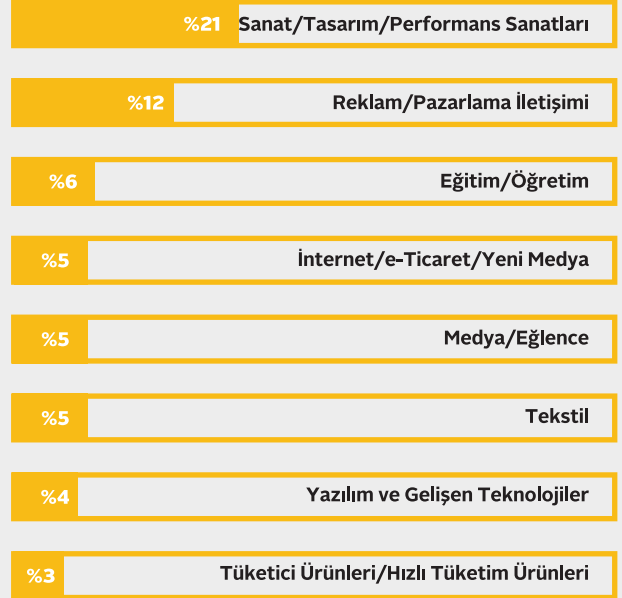 %21 Sanat/Tasarım/Performans Sanatları
%12 Reklam/Pazarlama İletişimi
%6 Eğitim/Öğretim
%5 İnternet/e-Ticaret/Yeni Medya
%5 Medya/Eğlence
%5 Tekstil
%4 Yazılım ve Gelişen Teknolojiler
%3 Tüketici Ürünleri/Hızlı Tüketim Ürünleri